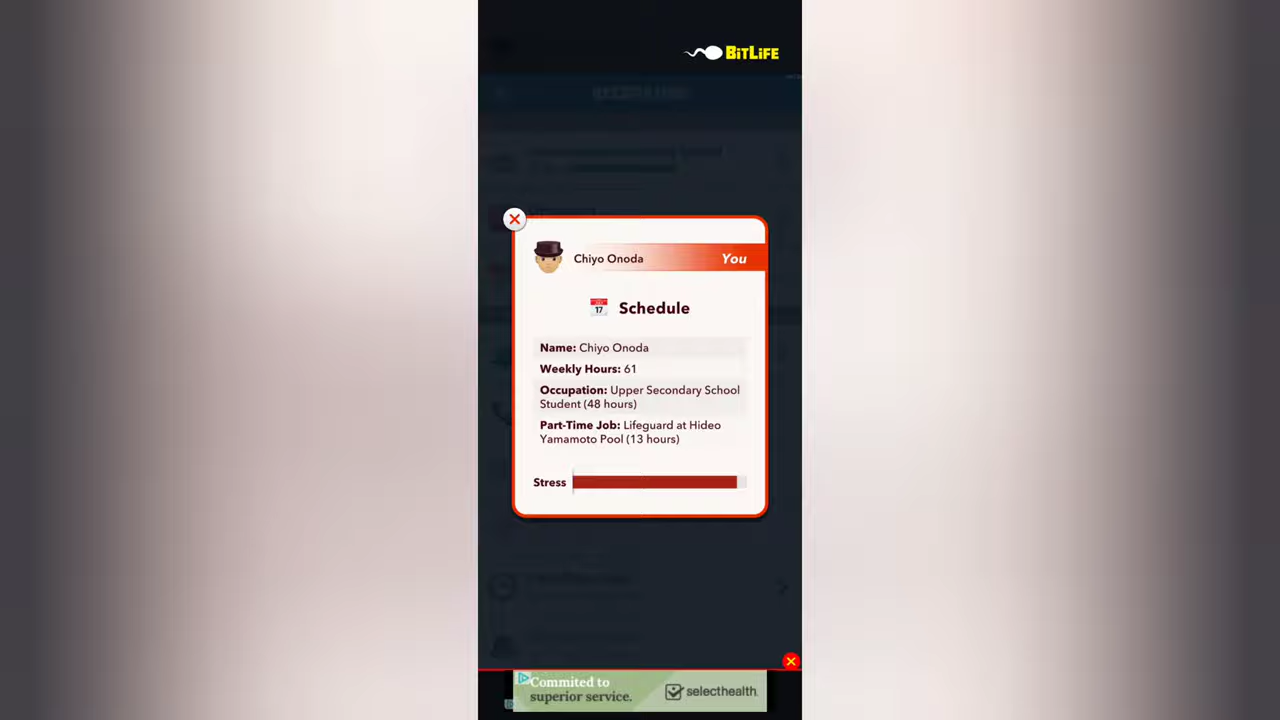 BITLIFE
Chiyo Onoda
You
17
Schedule
Name: Chiyo Onoda
Weekly Hours: 61
Occupation: Upper Secondary School
Student (48 hours)
Part-Time Job: Lifeguard at Hideo
Yamamoto Pool (13 hours)
Stress
Commited to
superior service.
selecthealth.